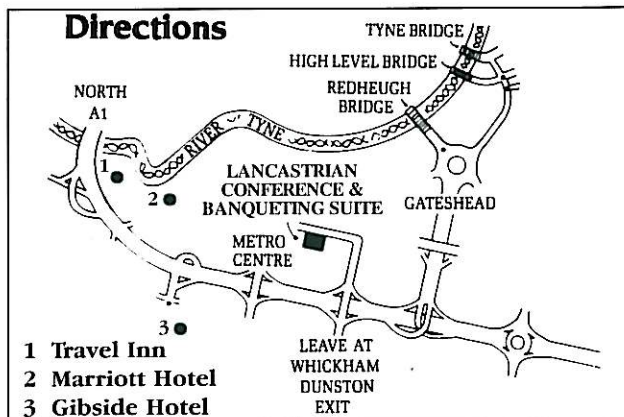 Directions
TYNE BRIDGE
HIGH LEVEL BRIDGE
REDHEUGH
BRIDGE
NORTH
A1
RIVER TYNE
1
2
LANCASTRIAN
CONFERENCE &
BANQUETING SUITE
GATESHEAD
METRO
CENTRE
3
LEAVE AT
WHICKHAM
DUNSTON
EXIT
1 Travel Inn
2 Marriott Hotel
3 Gibside Hotel